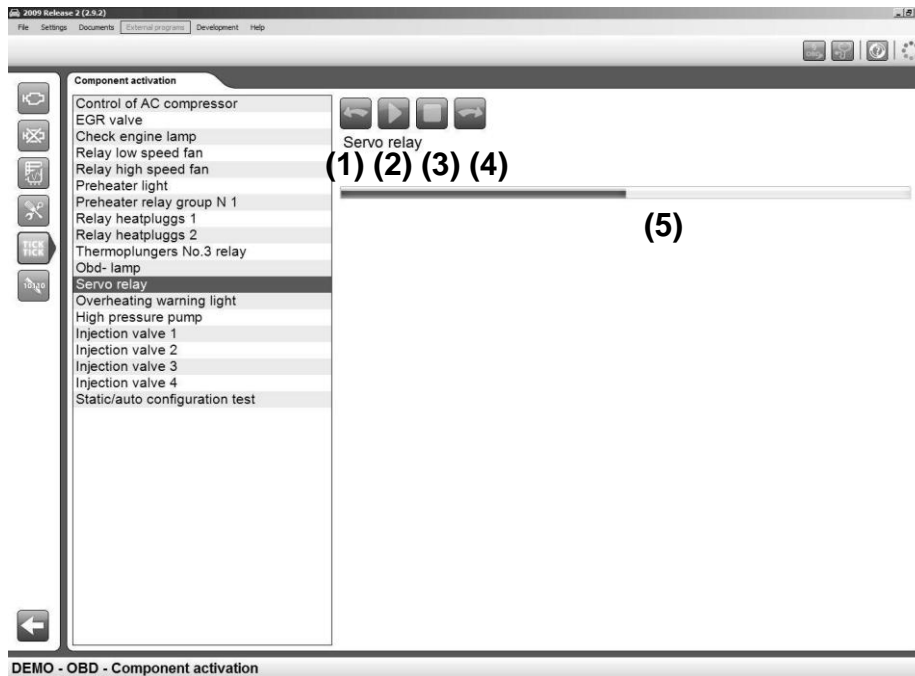 2009 Release 2 (2.9.2)
File Settings Documents External programs Development Help
Component activation
Control of AC compressor
EGR valve
Check engine lamp
Relay low speed fan
Relay high speed fan
Preheater light
Preheater relay group N 1
Relay heatpluggs 1
Relay heatpluggs 2
Thermoplungers No.3 relay
Obd- lamp
Servo relay
Overheating warning light
High pressure pump
Injection valve 1
Injection valve 2
Injection valve 3
Injection valve 4
Static/auto configuration test
Servo relay
(1) (2) (3) (4)
(5)
TICK
TICK
DEMO - OBD - Component activation